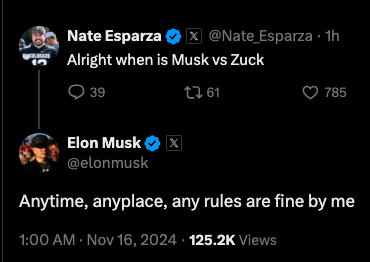 Nate Esparza X @Nate_Esparza · 1h
Alright when is Musk vs Zuck
39 61 785
Elon Musk X
@elonmusk
Anytime, anyplace, any rules are fine by me
1:00 AM · Nov 16, 2024 · 125.2K Views